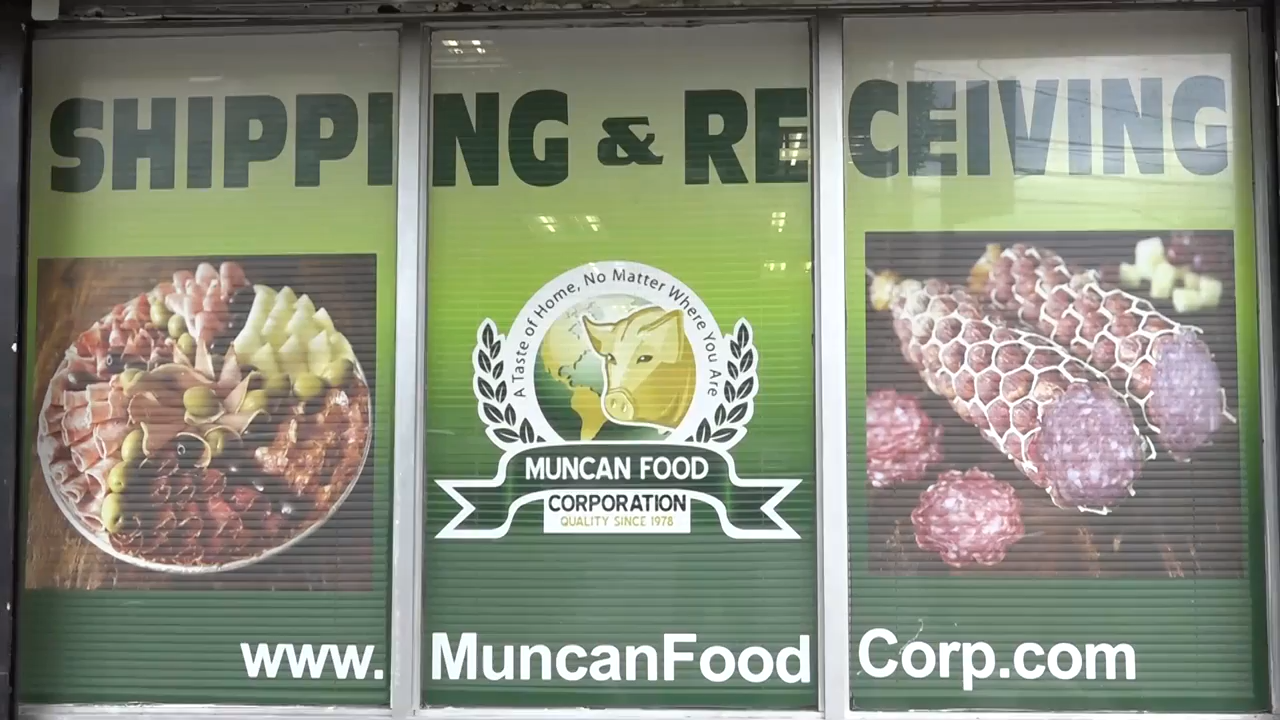 SHIPPING & RECEIVING
A Taste of Home, No Matter Where You Are
MUNCAN FOOD
CORPORATION
QUALITY SINCE 1978
www.MuncanFoodCorp.com